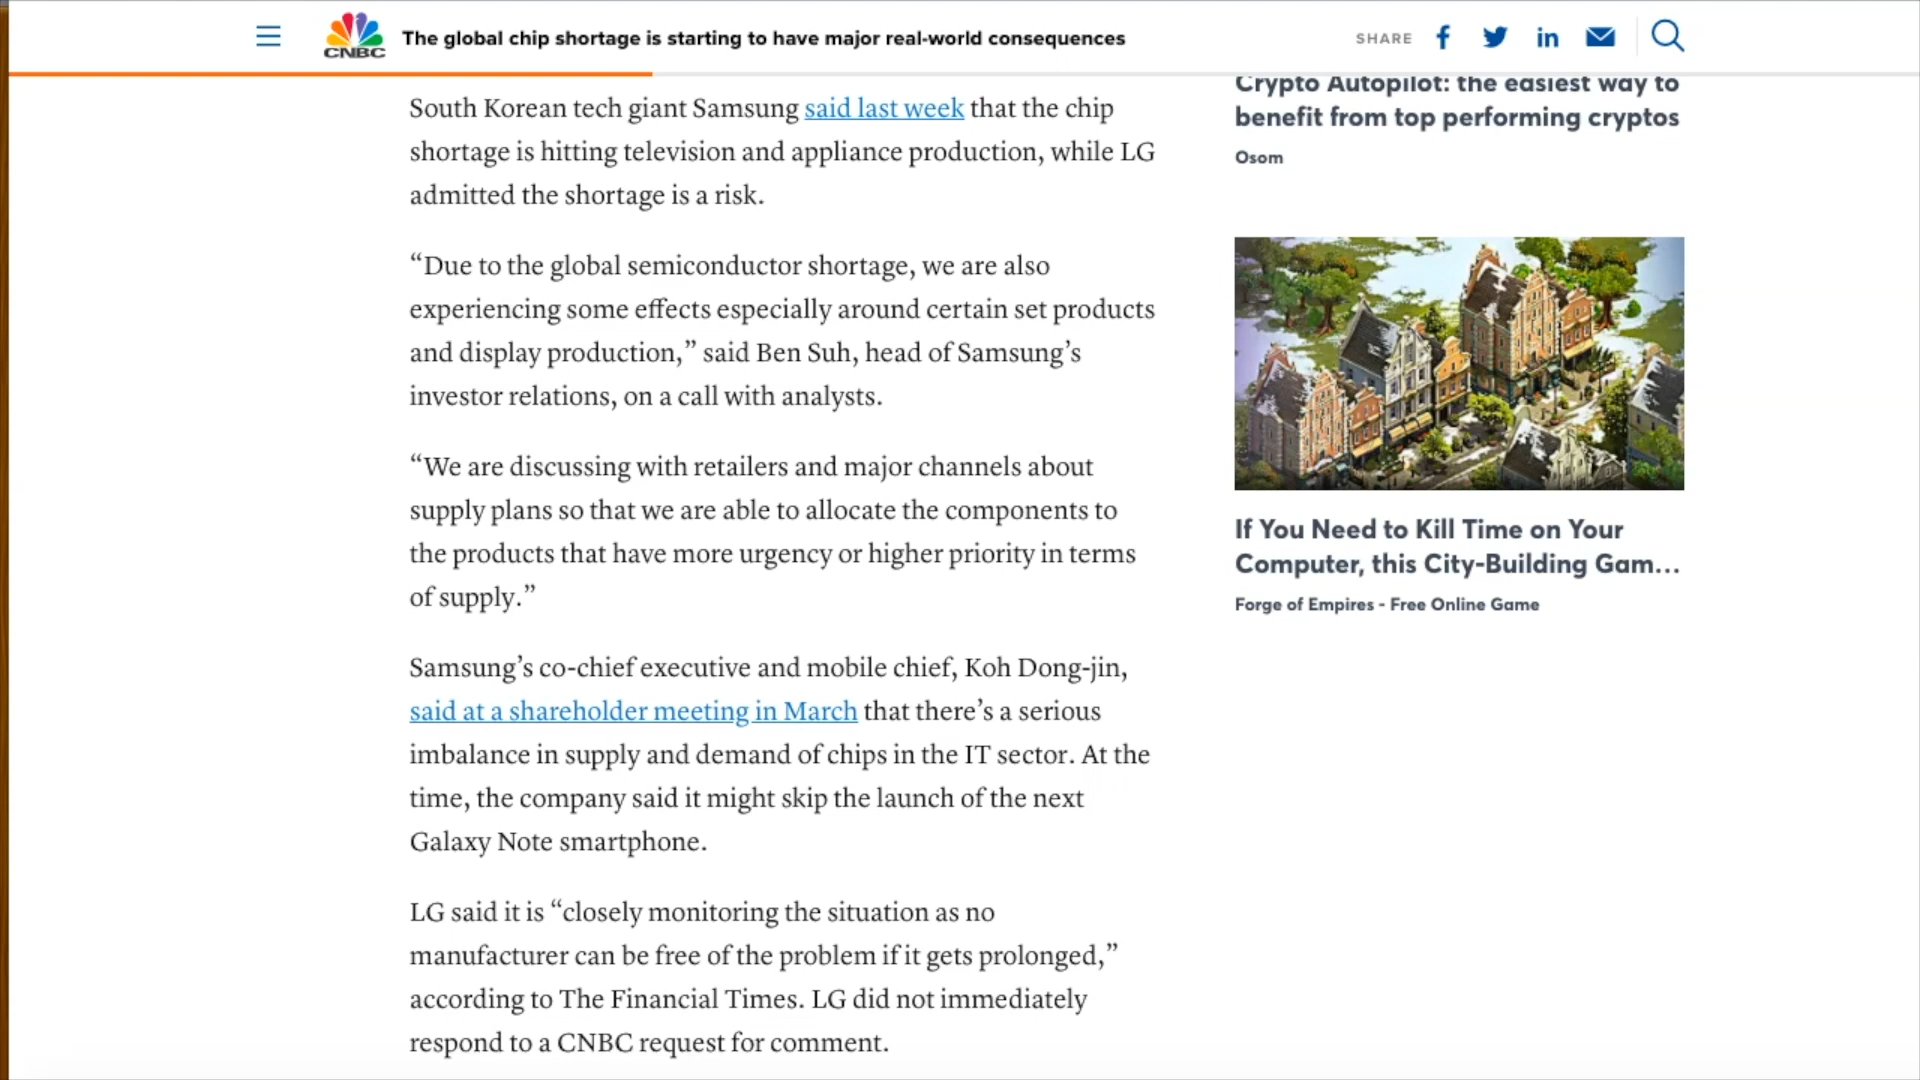 CNBC
The global chip shortage is starting to have major real-world consequences
SHARE
South Korean tech giant Samsung said last week that the chip
shortage is hitting television and appliance production, while LG
admitted the shortage is a risk.
“Due to the global semiconductor shortage, we are also
experiencing some effects especially around certain set products
and display production,” said Ben Suh, head of Samsung’s
investor relations, on a call with analysts.
“We are discussing with retailers and major channels about
supply plans so that we are able to allocate the components to
the products that have more urgency or higher priority in terms
of supply.”
Samsung’s co-chief executive and mobile chief, Koh Dong-jin,
said at a shareholder meeting in March that there’s a serious
imbalance in supply and demand of chips in the IT sector. At the
time, the company said it might skip the launch of the next
Galaxy Note smartphone.
LG said it is “closely monitoring the situation as no
manufacturer can be free of the problem if it gets prolonged,”
according to The Financial Times. LG did not immediately
respond to a CNBC request for comment.
Crypto Autopilot: the easiest way to
benefit from top performing cryptos
Osom
If You Need to Kill Time on Your
Computer, this City-Building Gam…
Forge of Empires - Free Online Game